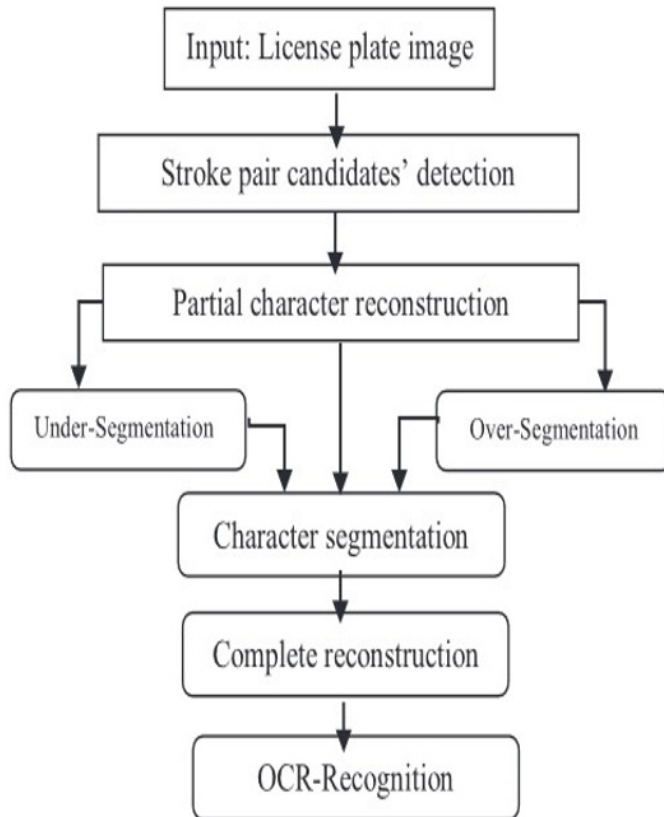 Input: License plate image
Stroke pair candidates’ detection
Partial character reconstruction
Under-Segmentation
Over-Segmentation
Character segmentation
Complete reconstruction
OCR-Recognition